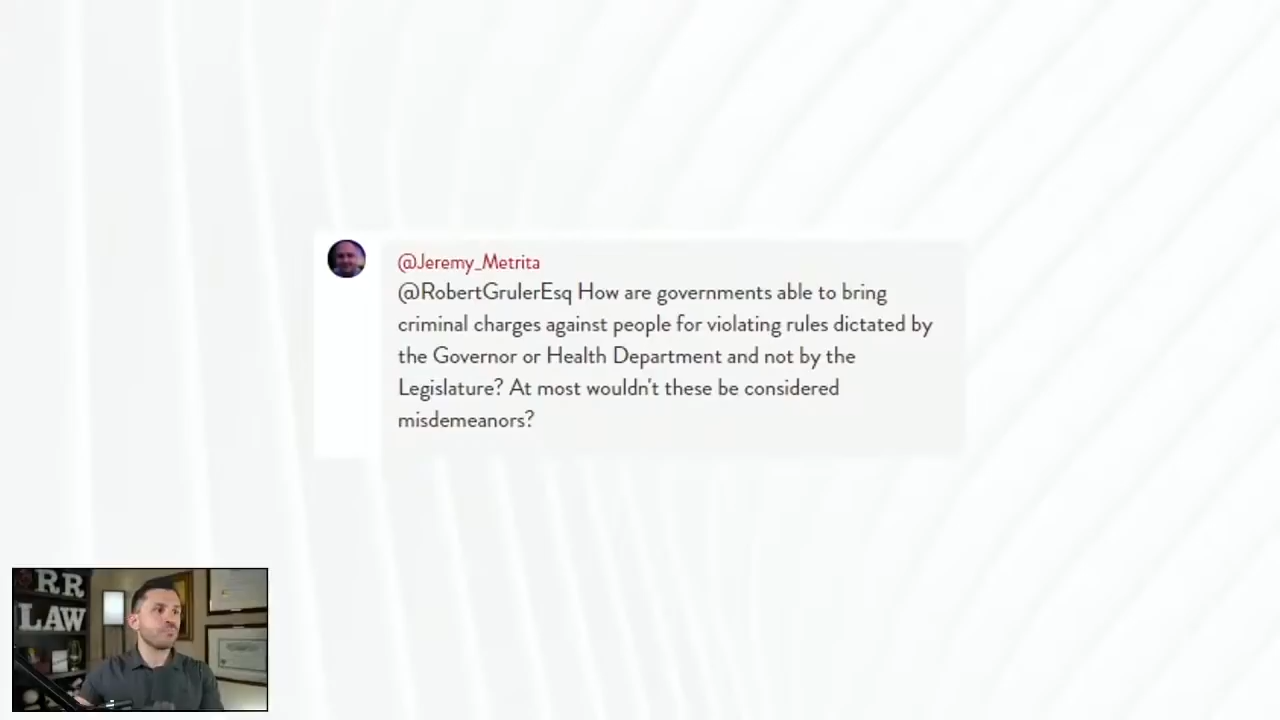 @Jeremy_Metrita
@RobertGrulerEsq How are governments able to bring
criminal charges against people for violating rules dictated by
the Governor or Health Department and not by the
Legislature? At most wouldn't these be considered
misdemeanors?
RR
LAW